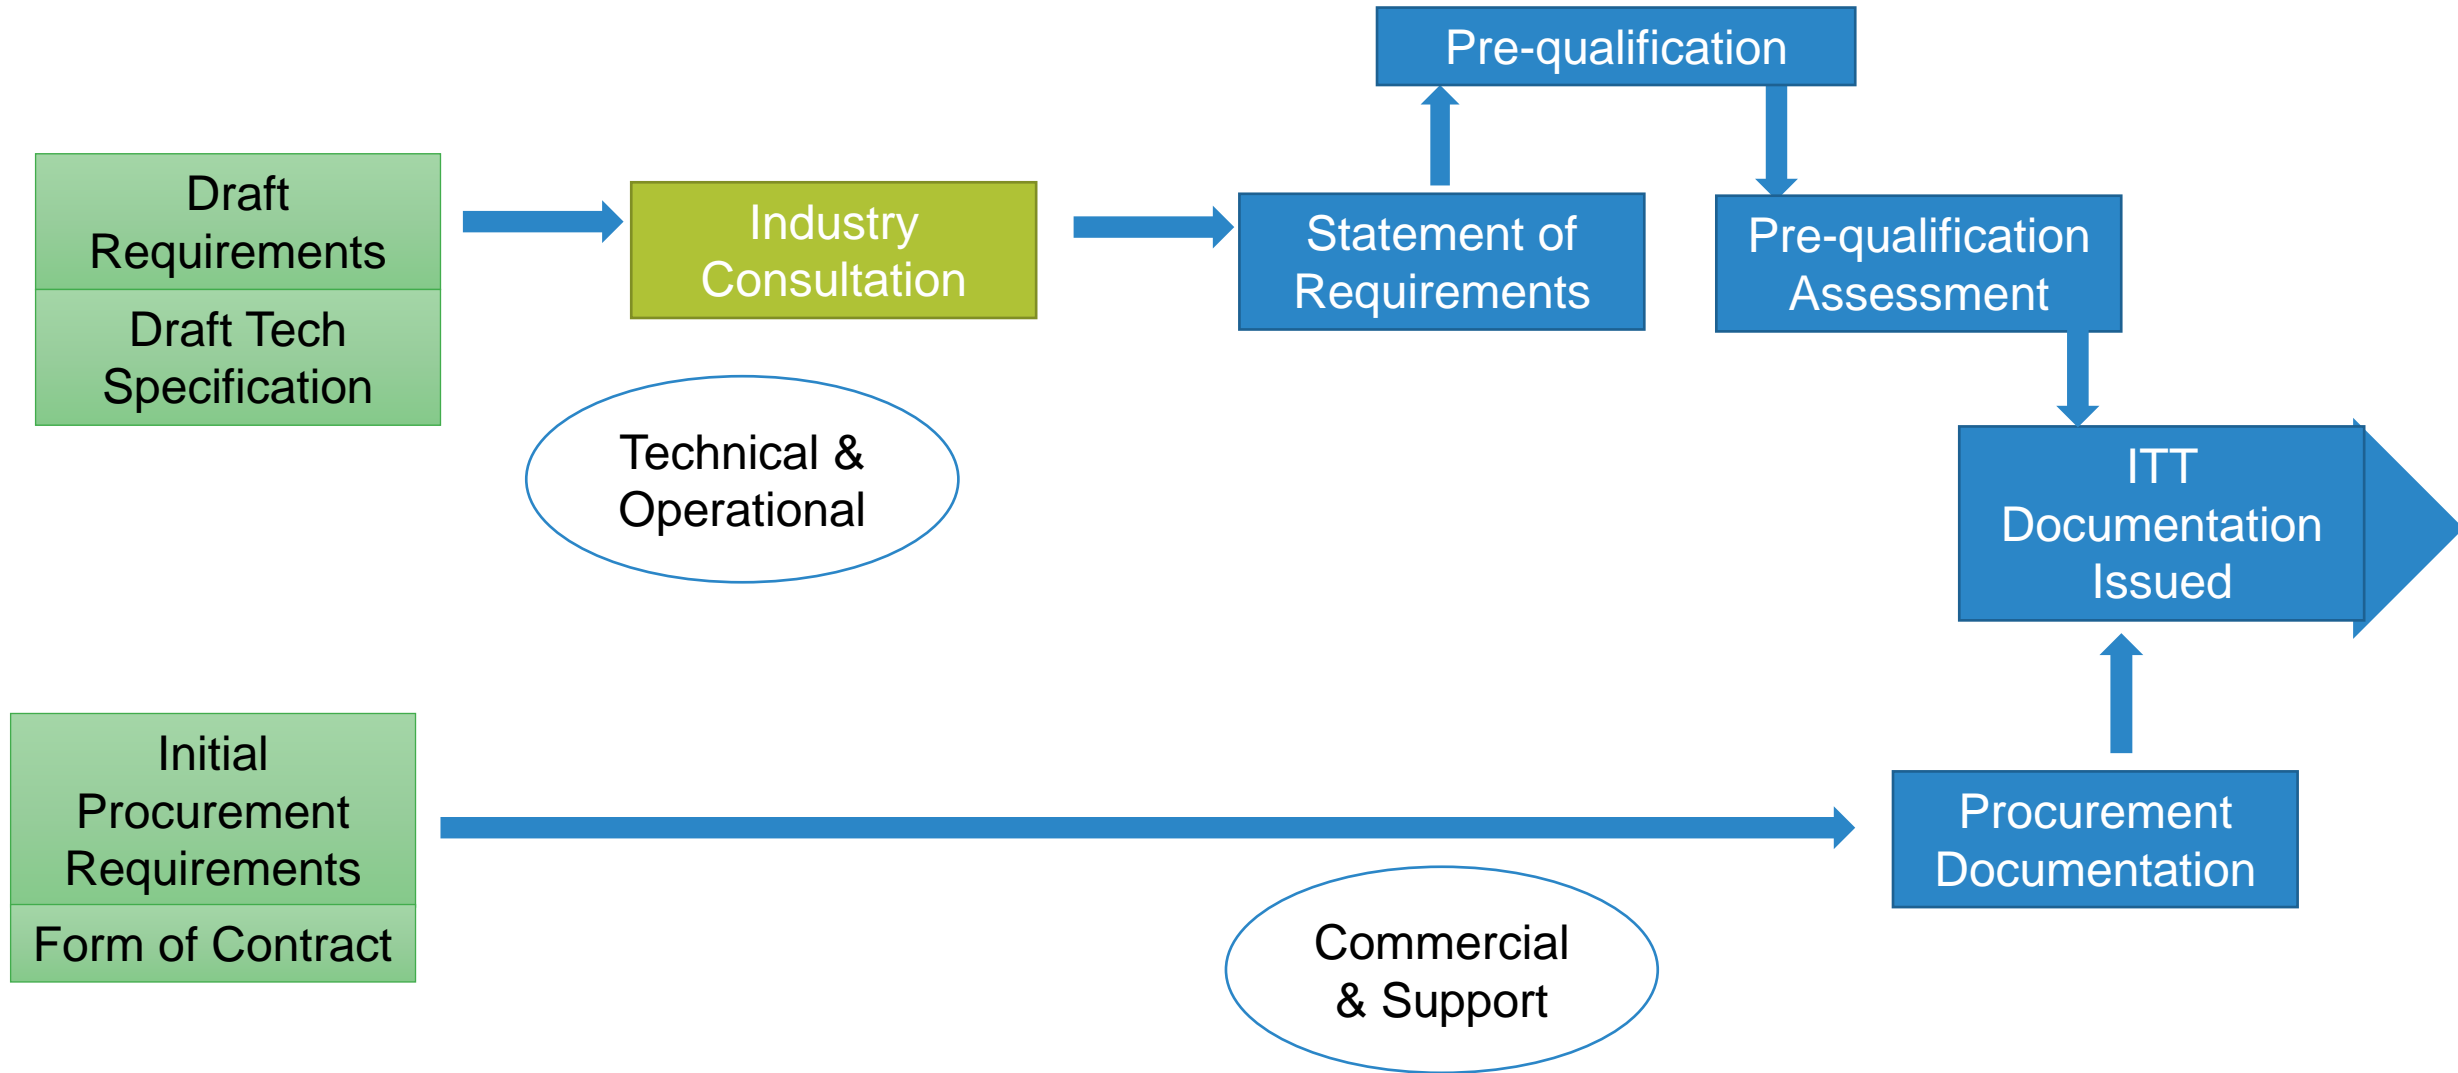 Pre-qualification
Draft
Requirements
Draft Tech
Specification
Industry
Consultation
Statement of
Requirements
Pre-qualification
Assessment
Technical &
Operational
ITT
Documentation
Issued
Initial
Procurement
Requirements
Form of Contract
Procurement
Documentation
Commercial
& Support